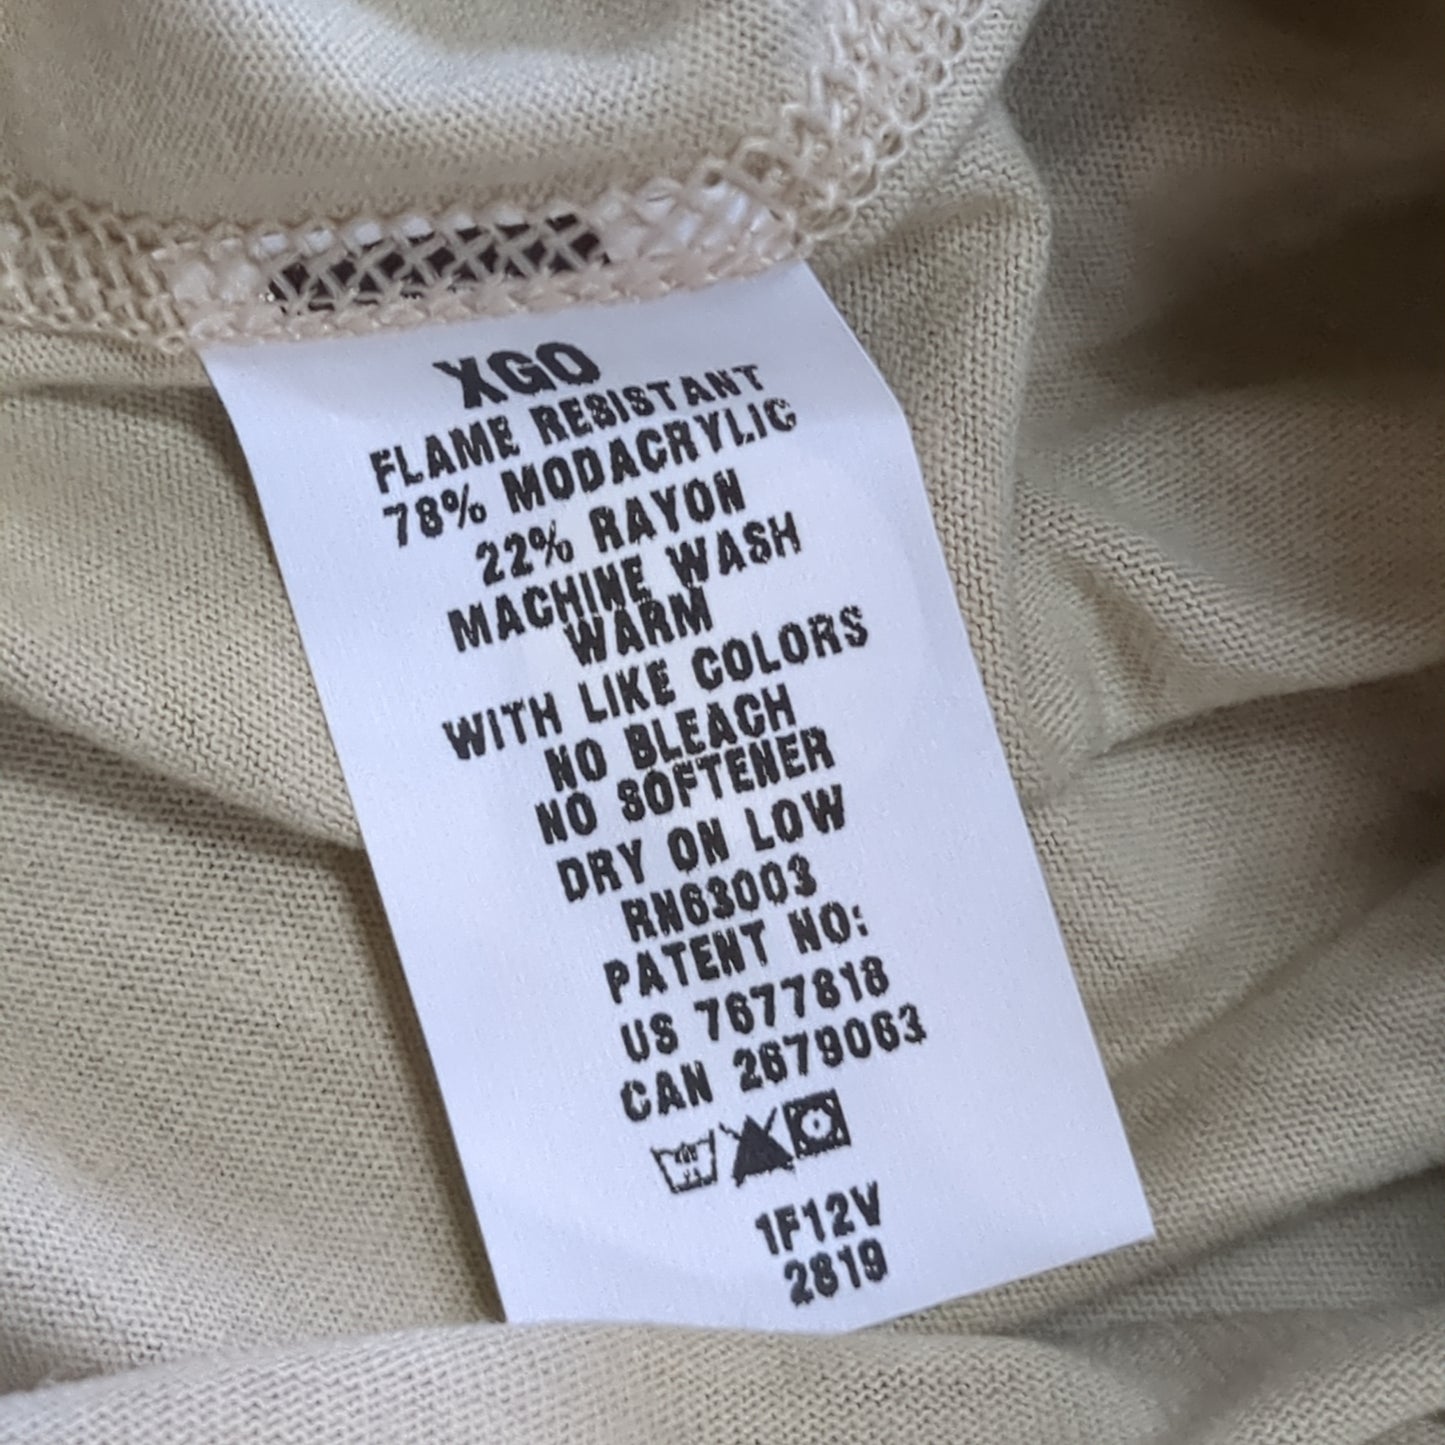 XGO
FLAME RESISTANT
78% MODACRYLIC
22% RAYON
MACHINE WASH
WARM
WITH LIKE COLORS
NO BLEACH
NO SOFTENER
DRY ON LOW
RN63003
PATENT NO:
US 7677818
CAN 2679063
1F12V
2819